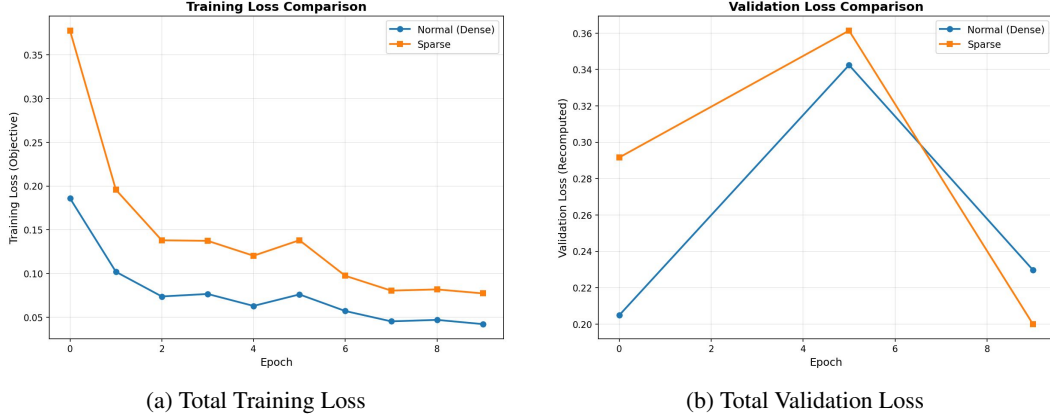 Training Loss Comparison
Normal (Dense)
Sparse
Training Loss (Objective)
0.35
0.30
0.25
0.20
0.15
0.10
0.05
0 2 4 6 8
Epoch
(a) Total Training Loss
Validation Loss Comparison
Normal (Dense)
Sparse
Validation Loss (Recomputed)
0.36
0.34
0.32
0.30
0.28
0.26
0.24
0.22
0.20
0 2 4 6 8
Epoch
(b) Total Validation Loss